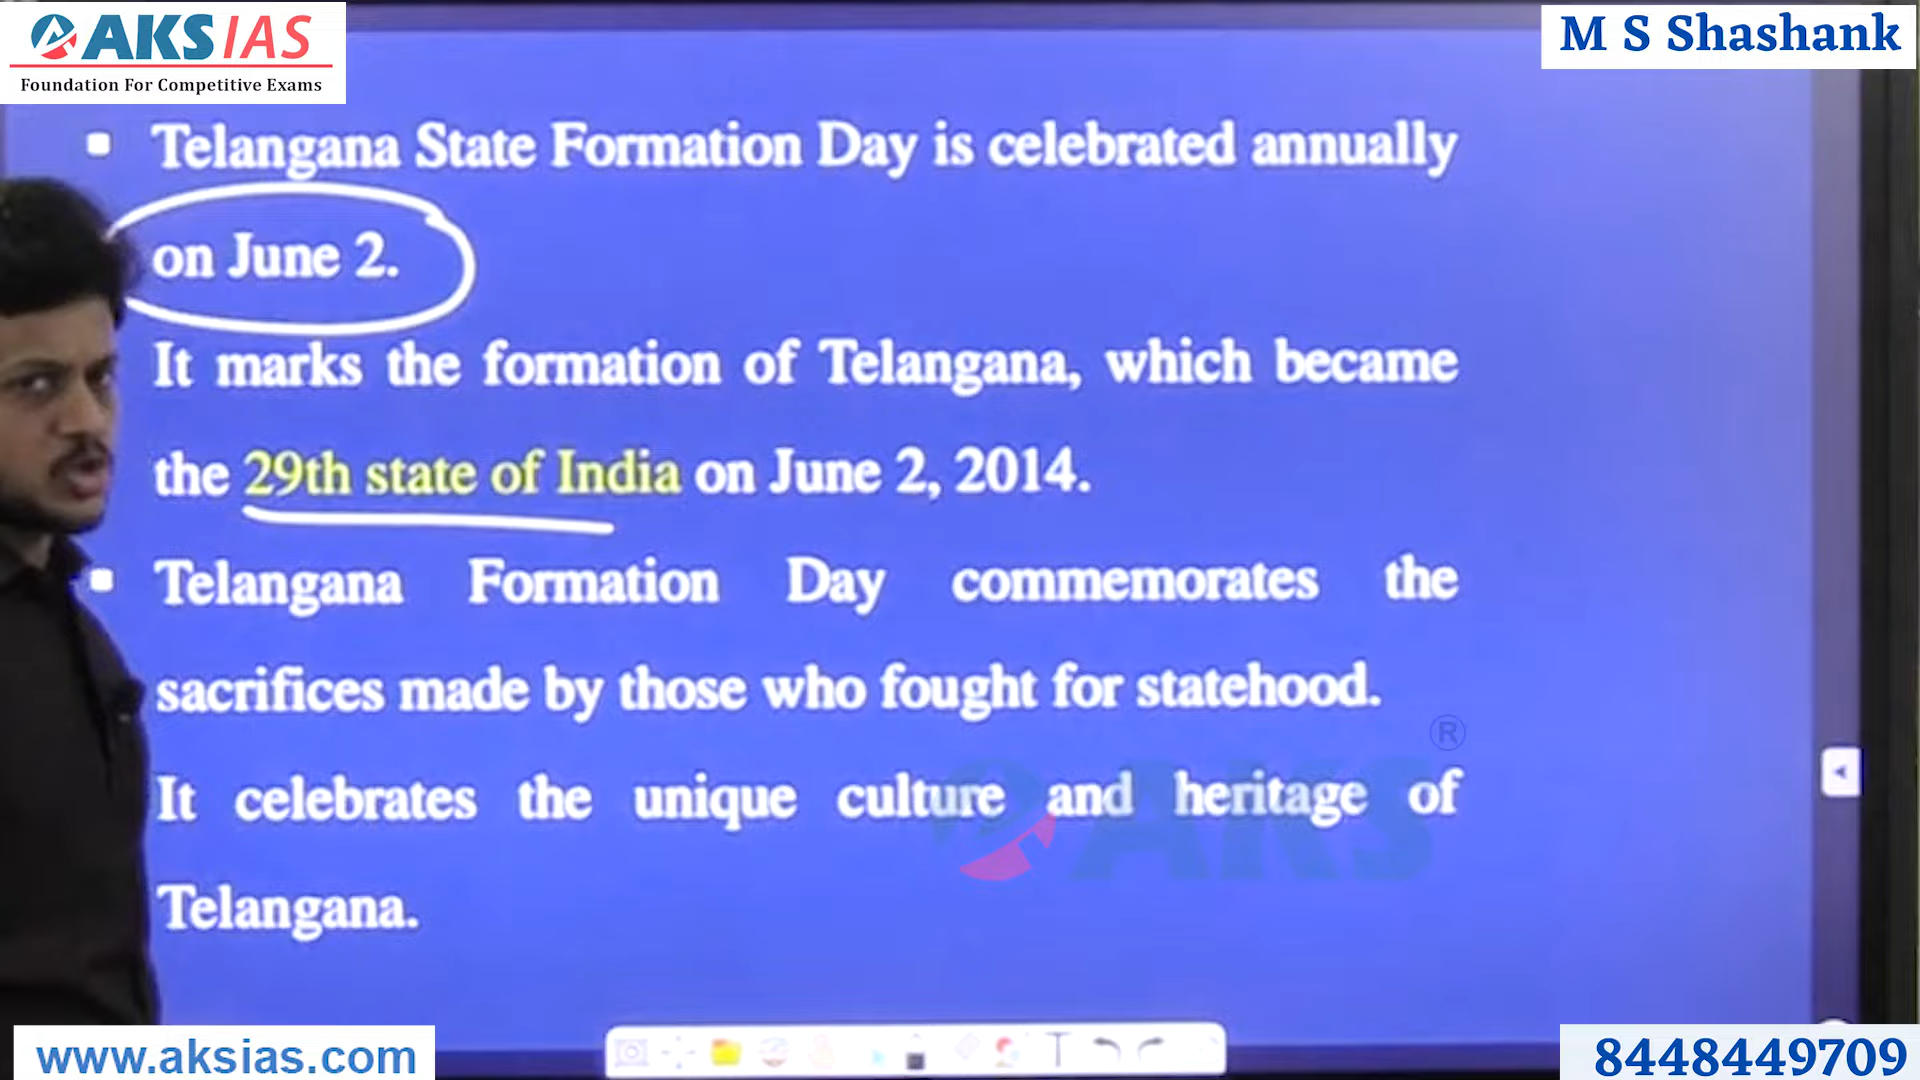 AKS IAS
Foundation For Competitive Exams
M S Shashank
Telangana State Formation Day is celebrated annually
on June 2.
It marks the formation of Telangana, which became
the 29th state of India on June 2, 2014.
Telangana Formation Day commemorates the
sacrifices made by those who fought for statehood.
®
It celebrates the unique culture and heritage of
AKS
Telangana.
www.aksias.com
T
8448449709